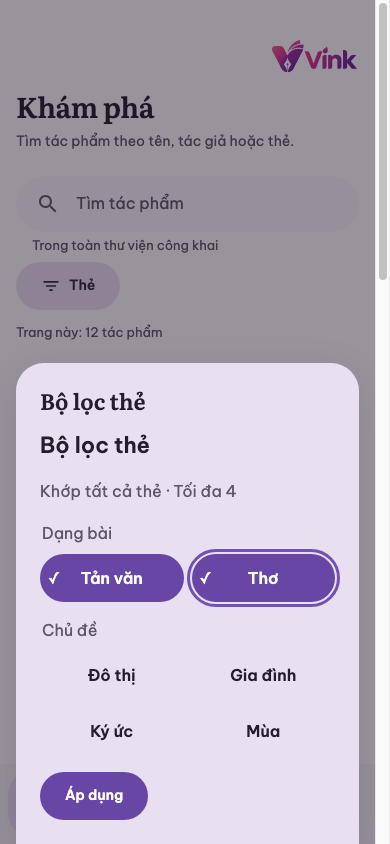 Vink
Khám phá
Tìm tác phẩm theo tên, tác giả hoặc thẻ.
Tìm tác phẩm
Trong toàn thư viện công khai
Thẻ
Trang này: 12 tác phẩm
Bộ lọc thẻ
Bộ lọc thẻ
Khớp tất cả thẻ · Tối đa 4
Dạng bài
✓ Tản văn ✓ Thơ
Chủ đề
Đô thị Gia đình
Ký ức Mùa
Áp dụng